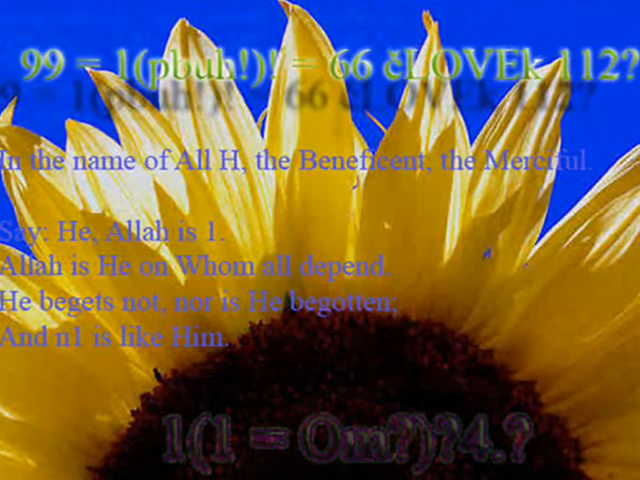 99 = 1(pbuh!)! = 66 čLOVEk 112?
In the name of All H, the Beneficent, the Merciful.
Say: He, Allah is 1.
Allah is He on Whom all depend.
He begets not, nor is He begotten;
And n1 is like Him.
1(1 = Om?)?4.?